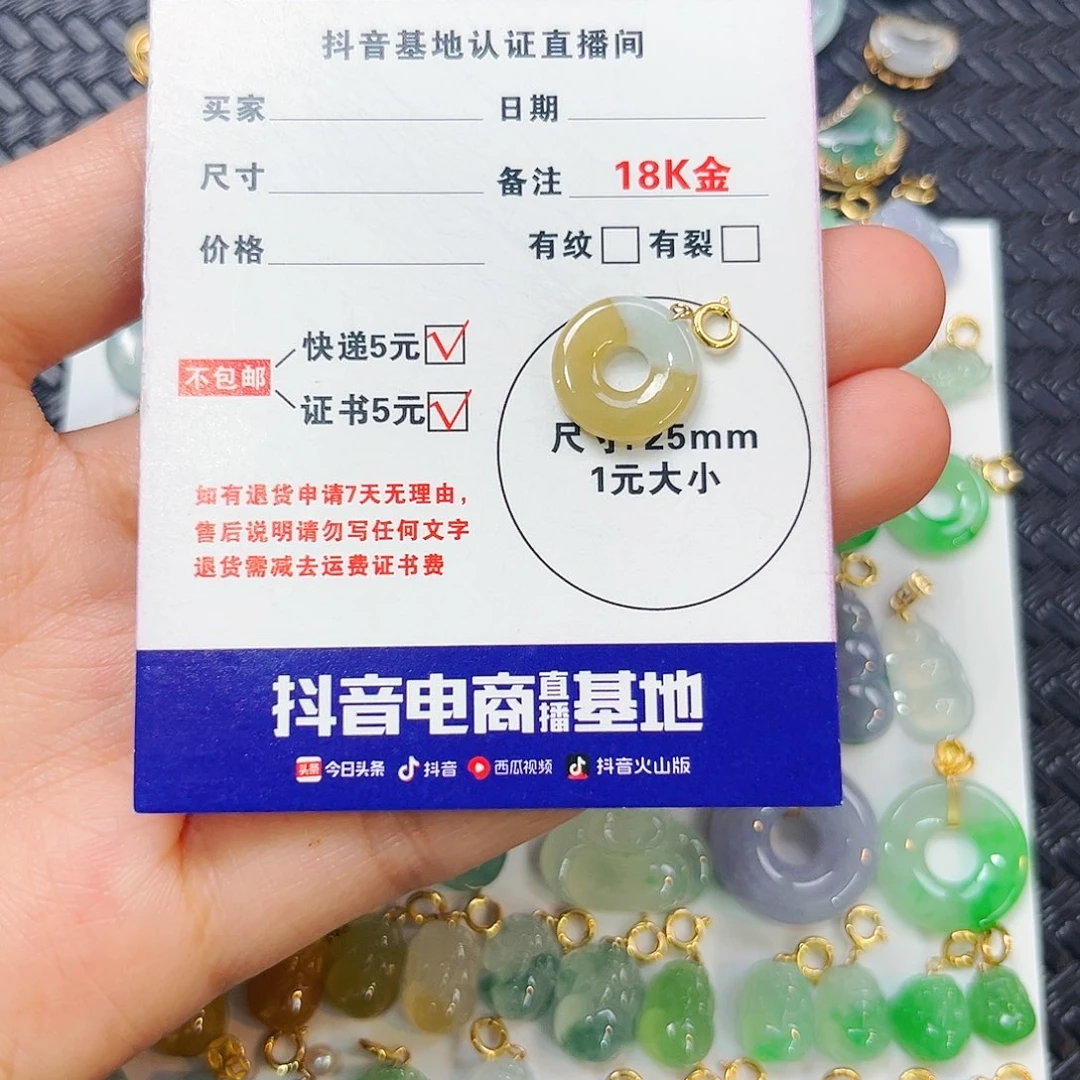 抖音基地认证直播间
买家 日期
尺寸 备注 18K金
价格 有纹 有裂
快递5元
不包邮
证书5元
尺寸:25mm
1元大小
如有退货申请7天无理由，
售后说明请勿写任何文字
退货需减去运费证书费
抖音电商直播基地
头条 今日头条 抖音 西瓜视频 抖音火山版